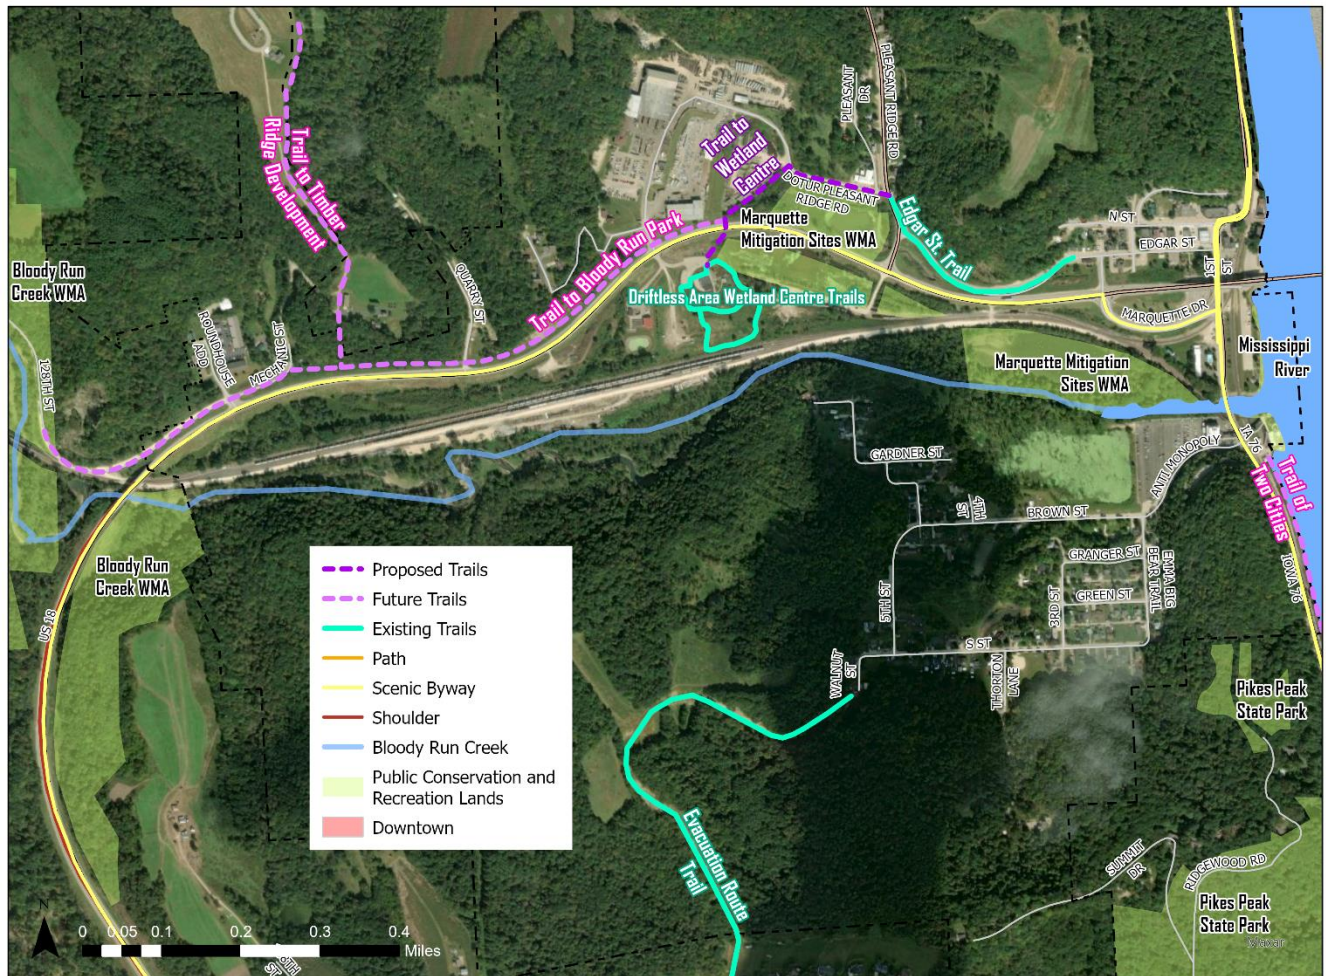 PLEASANT
DR
PLEASANT RIDGE RD
Trail to
Wetland
Centre
Trail to Timber
Ridge Development
DOTUR PLEASANT
RIDGE RD
Marquette
Mitigation Sites WMA
Edgar St. Trail
N ST
EDGAR ST
1ST
ST
Bloody Run
Creek WMA
QUARRY ST
Trail to Bloody Run Park
Driftless Area Wetland Centre Trails
MARQUETTE DR
ROUNDHOUSE
ADD
MECHANIC ST
Mississippi
River
Marquette Mitigation
Sites WMA
128TH ST
GARDNER ST
IA 76
ANTI MONOPOLY
Trail of
Two Cities
4TH
ST
BROWN ST
Bloody Run
Creek WMA
GRANGER ST
EMMA BIG
BEAR TRAIL
IOWA 76
GREEN ST
3RD ST
5TH ST
US 18
S ST
WALNUT
ST
THORTON
LANE
Pikes Peak
State Park
Proposed Trails
Future Trails
Existing Trails
Path
Scenic Byway
Shoulder
Bloody Run Creek
Public Conservation and
Recreation Lands
Downtown
Evacuation Route
Trail
SUMMIT
DR
RIDGEWOOD RD
Pikes Peak
State Park
Maxar
N
0 0.05 0.1 0.2 0.3 0.4
Miles